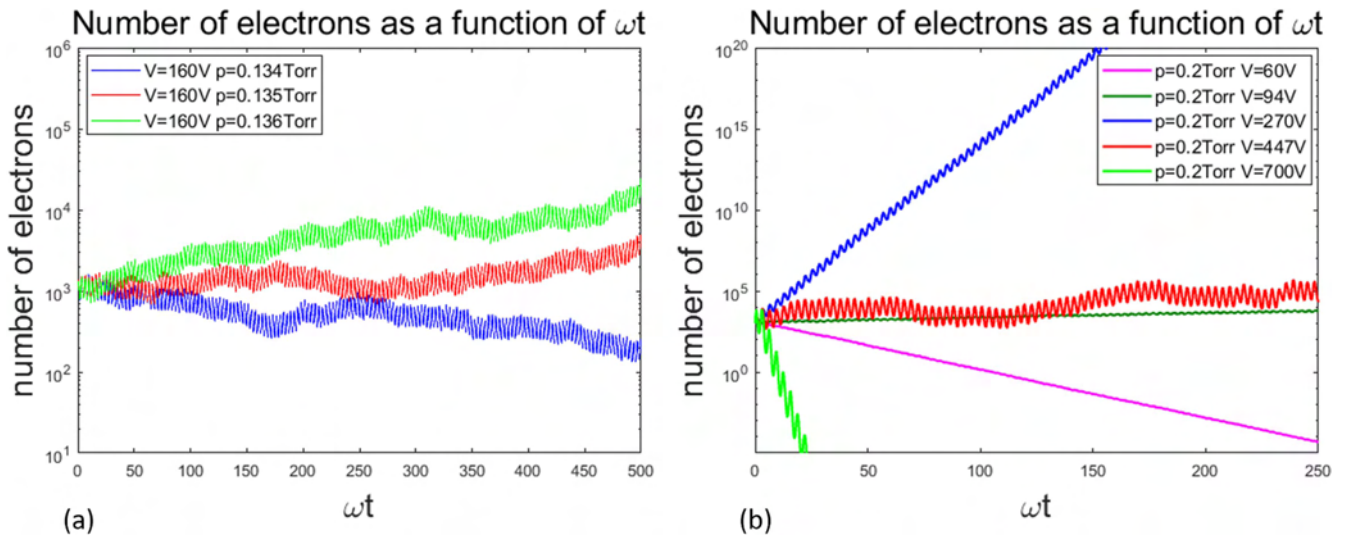 Number of electrons as a function of ωt
10^6
10^5
10^4
10^3
10^2
10^1
number of electrons
V=160V p=0.134Torr
V=160V p=0.135Torr
V=160V p=0.136Torr
0 50 100 150 200 250 300 350 400 450 500
ωt
(a)
Number of electrons as a function of ωt
10^20
10^15
10^10
10^5
10^0
number of electrons
p=0.2Torr V=60V
p=0.2Torr V=94V
p=0.2Torr V=270V
p=0.2Torr V=447V
p=0.2Torr V=700V
0 50 100 150 200 250
ωt
(b)